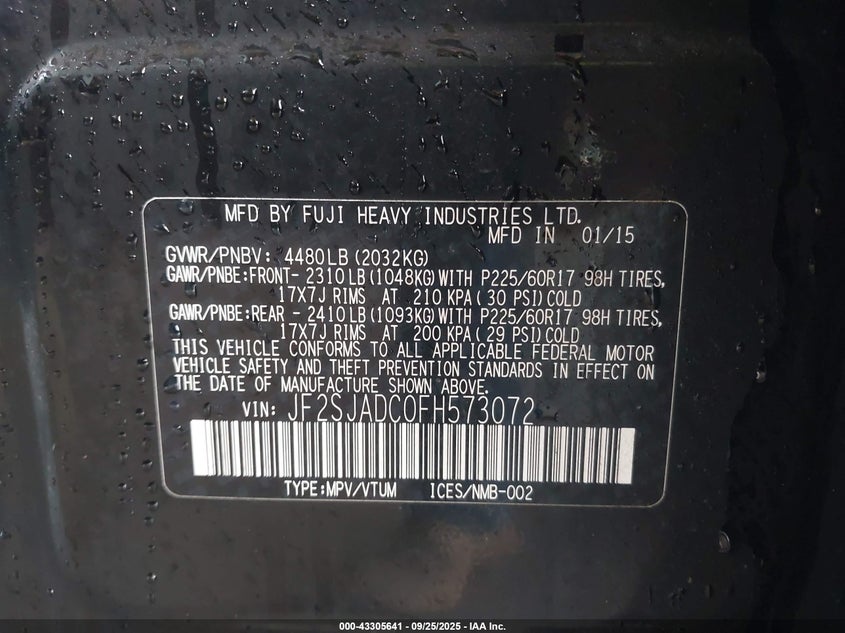 MFD BY FUJI HEAVY INDUSTRIES LTD.
MFD IN 01/15
GVWR/PNBV: 4480LB (2032KG)
GAWR/PNBE:FRONT- 2310LB (1048KG) WITH P225/60R17 98H TIRES,
17X7J RIMS AT 210 KPA ( 30 PSI) COLD
GAWR/PNBE:REAR - 2410LB (1093KG) WITH P225/60R17 98H TIRES,
17X7J RIMS AT 200 KPA ( 29 PSI) COLD
THIS VEHICLE CONFORMS TO ALL APPLICABLE FEDERAL MOTOR
VEHICLE SAFETY AND THEFT PREVENTION STANDARDS IN EFFECT ON
THE DATE OF MANUFACTURE SHOWN ABOVE.
VIN: JF2SJADC0FH573072
TYPE:MPV/VTUM ICES/NMB-002
000-43305641 - 09/25/2025 - IAA Inc.